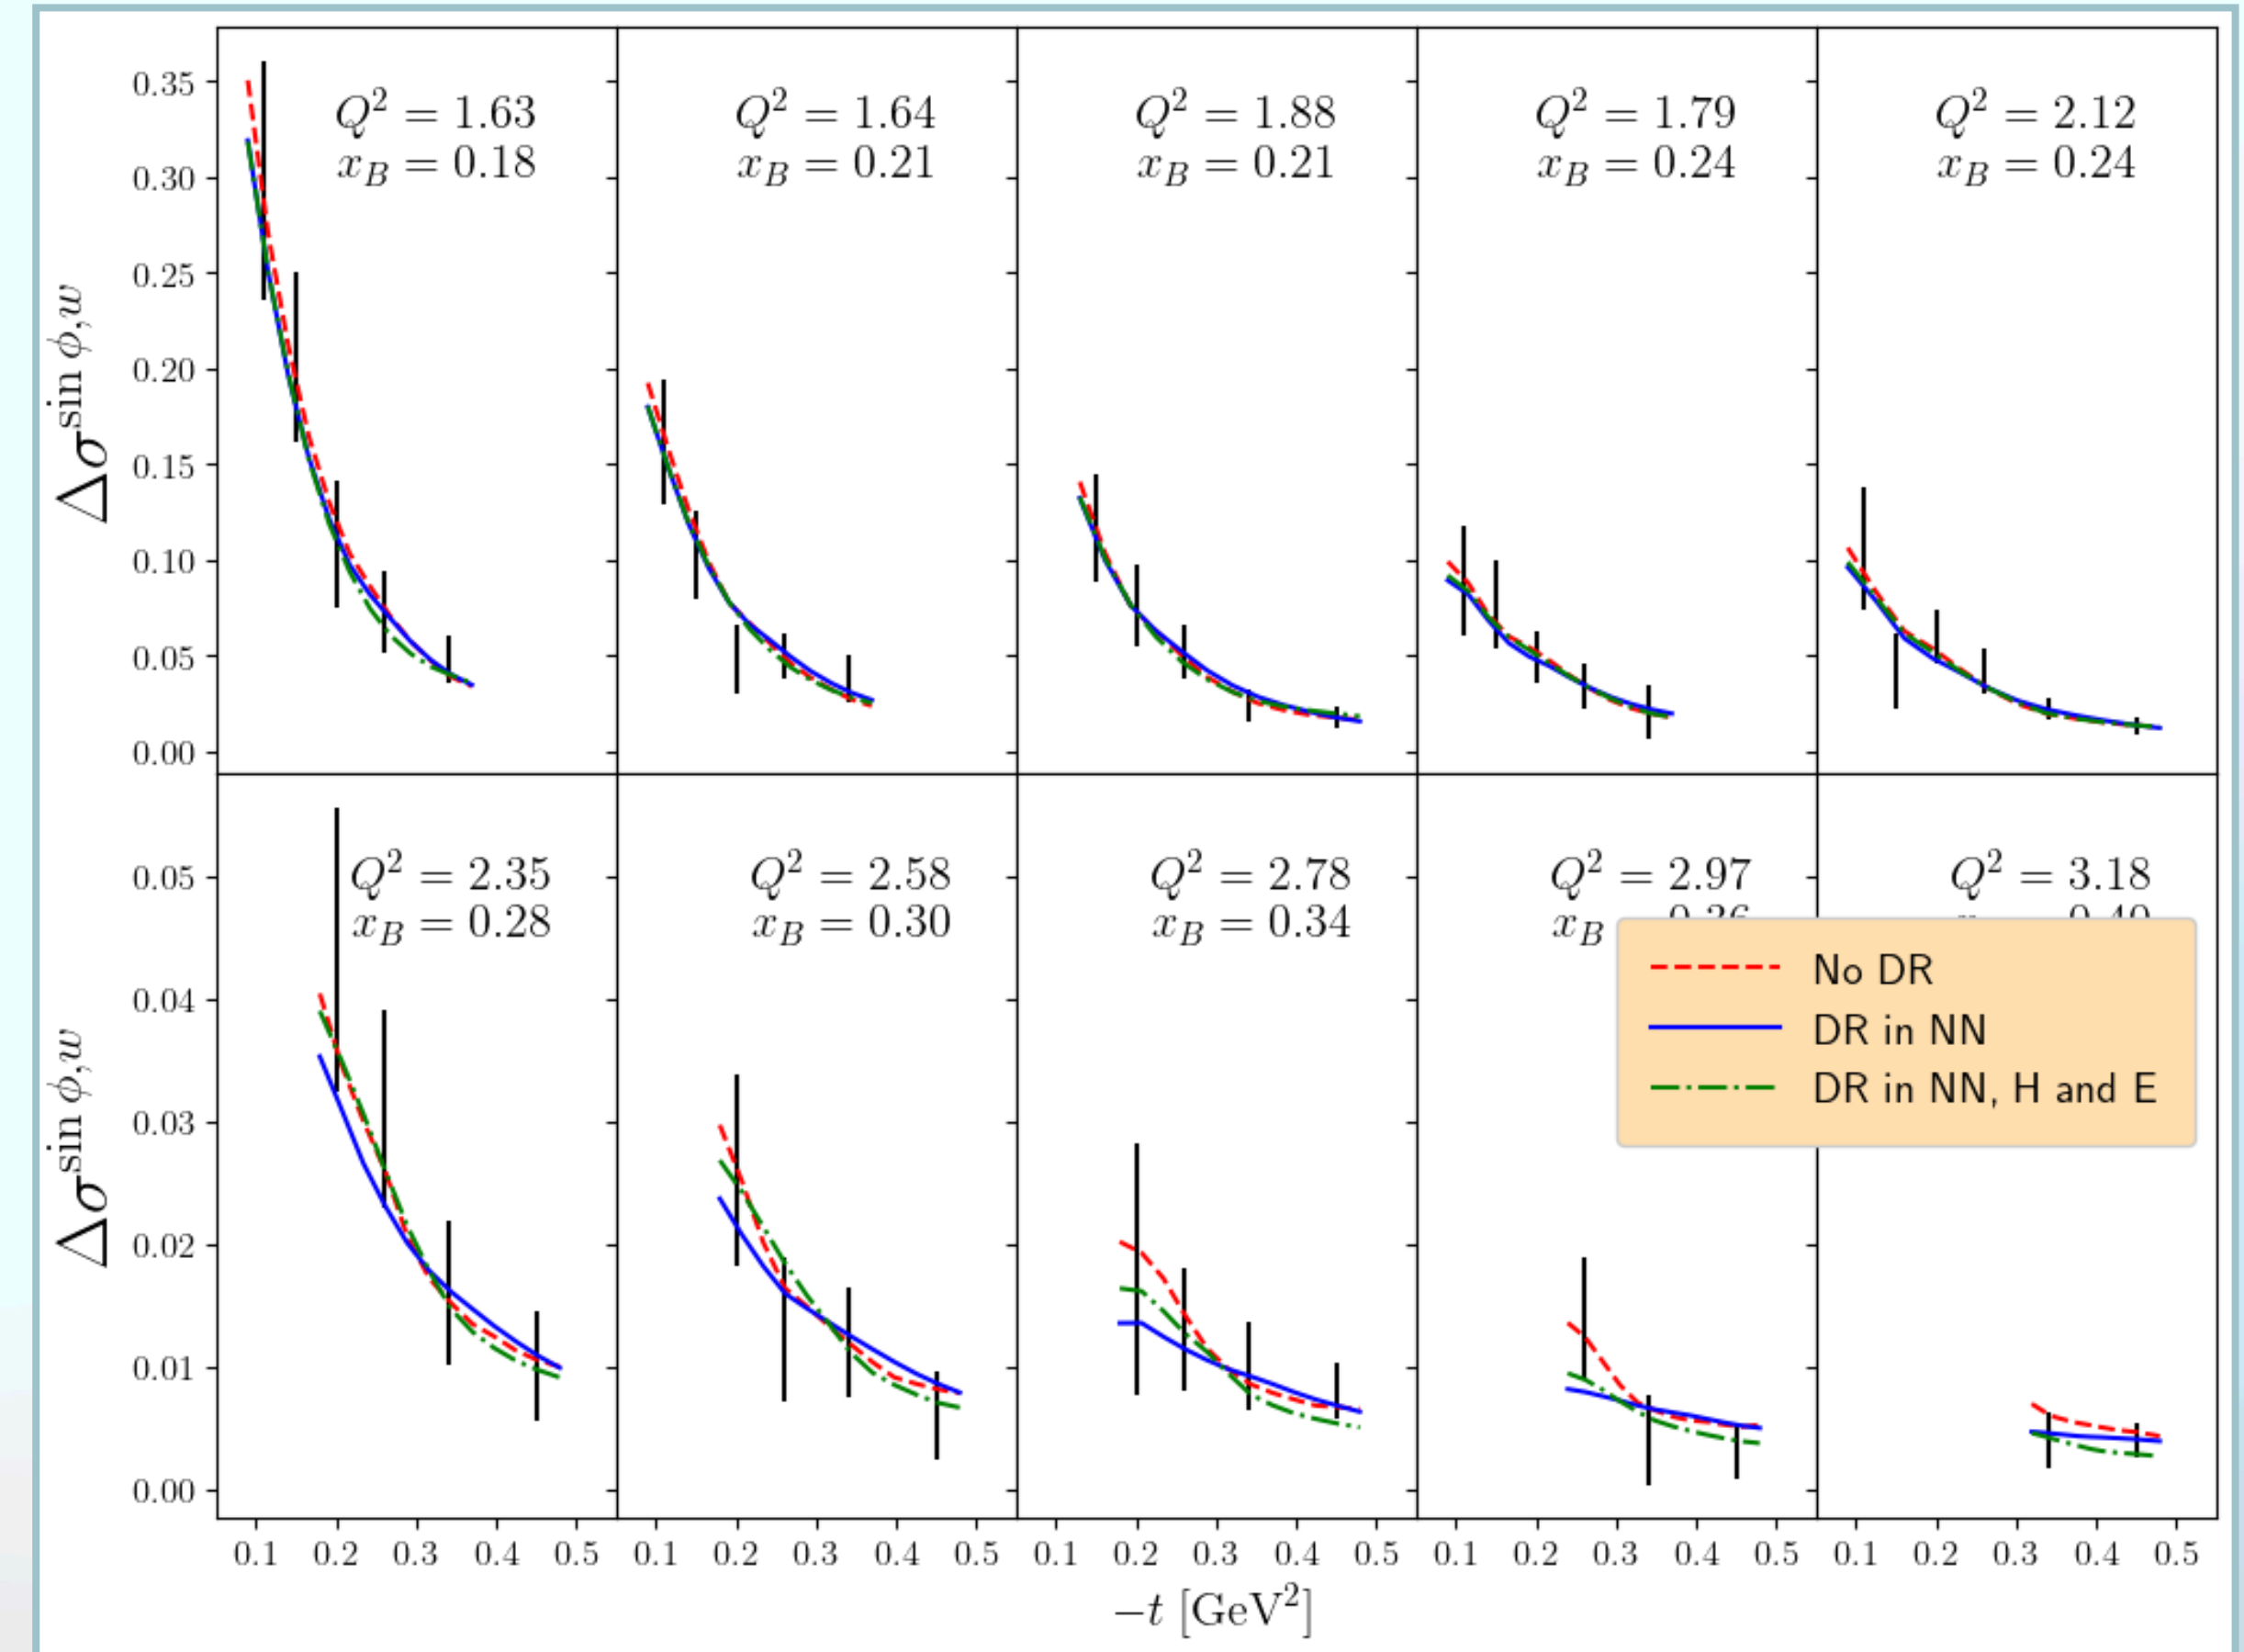 Δσ^{sin φ,w}
0.35
0.30
0.25
0.20
0.15
0.10
0.05
0.00
Q² = 1.63
x_B = 0.18
Q² = 1.64
x_B = 0.21
Q² = 1.88
x_B = 0.21
Q² = 1.79
x_B = 0.24
Q² = 2.12
x_B = 0.24
Δσ^{sin φ,w}
0.05
0.04
0.03
0.02
0.01
0.00
Q² = 2.35
x_B = 0.28
Q² = 2.58
x_B = 0.30
Q² = 2.78
x_B = 0.34
Q² = 2.97
x_B
Q² = 3.18
No DR
DR in NN
DR in NN, H and E
0.1 0.2 0.3 0.4 0.5 0.1 0.2 0.3 0.4 0.5 0.1 0.2 0.3 0.4 0.5 0.1 0.2 0.3 0.4 0.5 0.1 0.2 0.3 0.4 0.5
−t [GeV²]